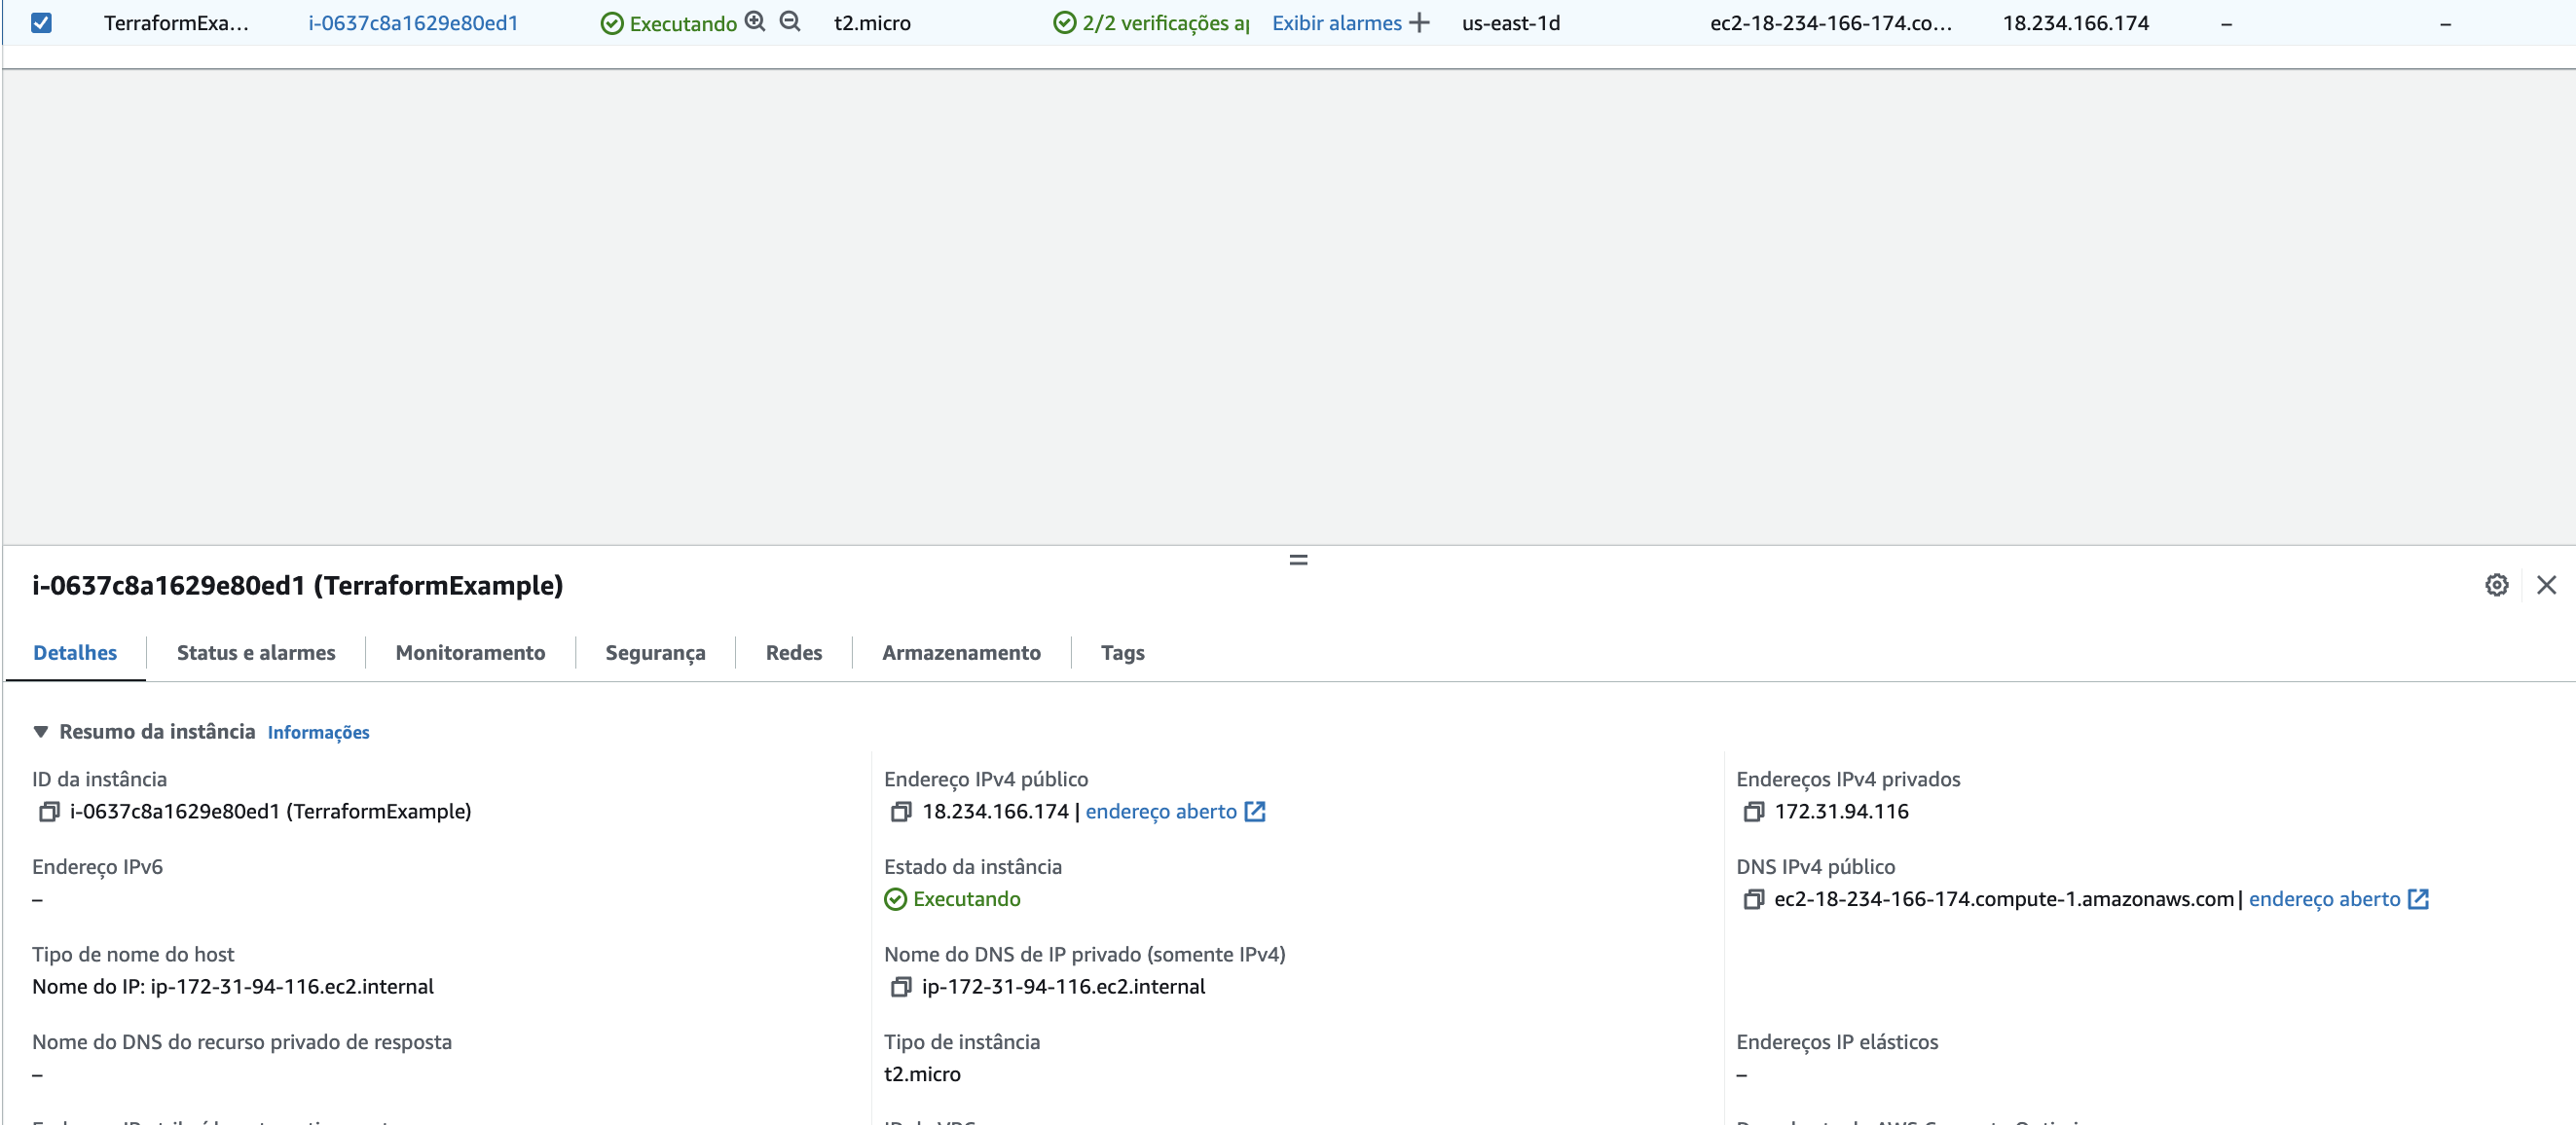 TerraformExa... i-0637c8a1629e80ed1 Executando t2.micro 2/2 verificações Exibir alarmes us-east-1d ec2-18-234-166-174.co... 18.234.166.174 – –
i-0637c8a1629e80ed1 (TerraformExample)
Detalhes Status e alarmes Monitoramento Segurança Redes Armazenamento Tags
Resumo da instância Informações
ID da instância
i-0637c8a1629e80ed1 (TerraformExample)
Endereço IPv4 público
18.234.166.174 | endereço aberto
Endereços IPv4 privados
172.31.94.116
Endereço IPv6
–
Estado da instância
Executando
DNS IPv4 público
ec2-18-234-166-174.compute-1.amazonaws.com | endereço aberto
Tipo de nome do host
Nome do IP: ip-172-31-94-116.ec2.internal
Nome do DNS de IP privado (somente IPv4)
ip-172-31-94-116.ec2.internal
Nome do DNS do recurso privado de resposta
–
Tipo de instância
t2.micro
Endereços IP elásticos
–